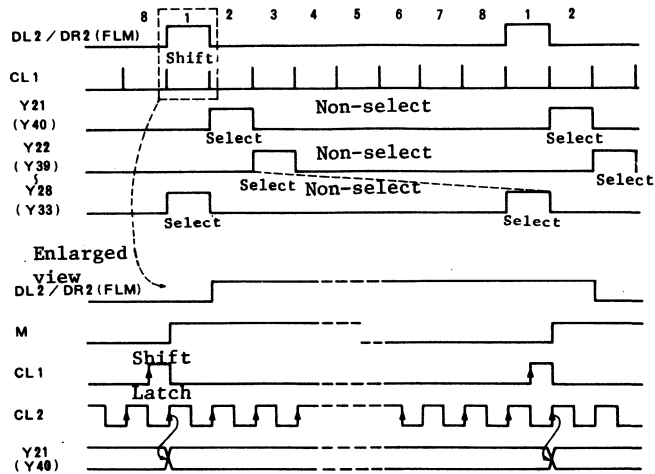 8 1 2 3 4 5 6 7 8 1 2
DL2/DR2(FLM)
Shift
CL1
Y21
(Y40)
Non-select
Select
Select
Y22
(Y39)
Non-select
Select
Select
Y28
(Y33)
Non-select
Select
Select
Enlarged
view
DL2/DR2(FLM)
M
Shift
CL1
Latch
CL2
Y21
(Y40)